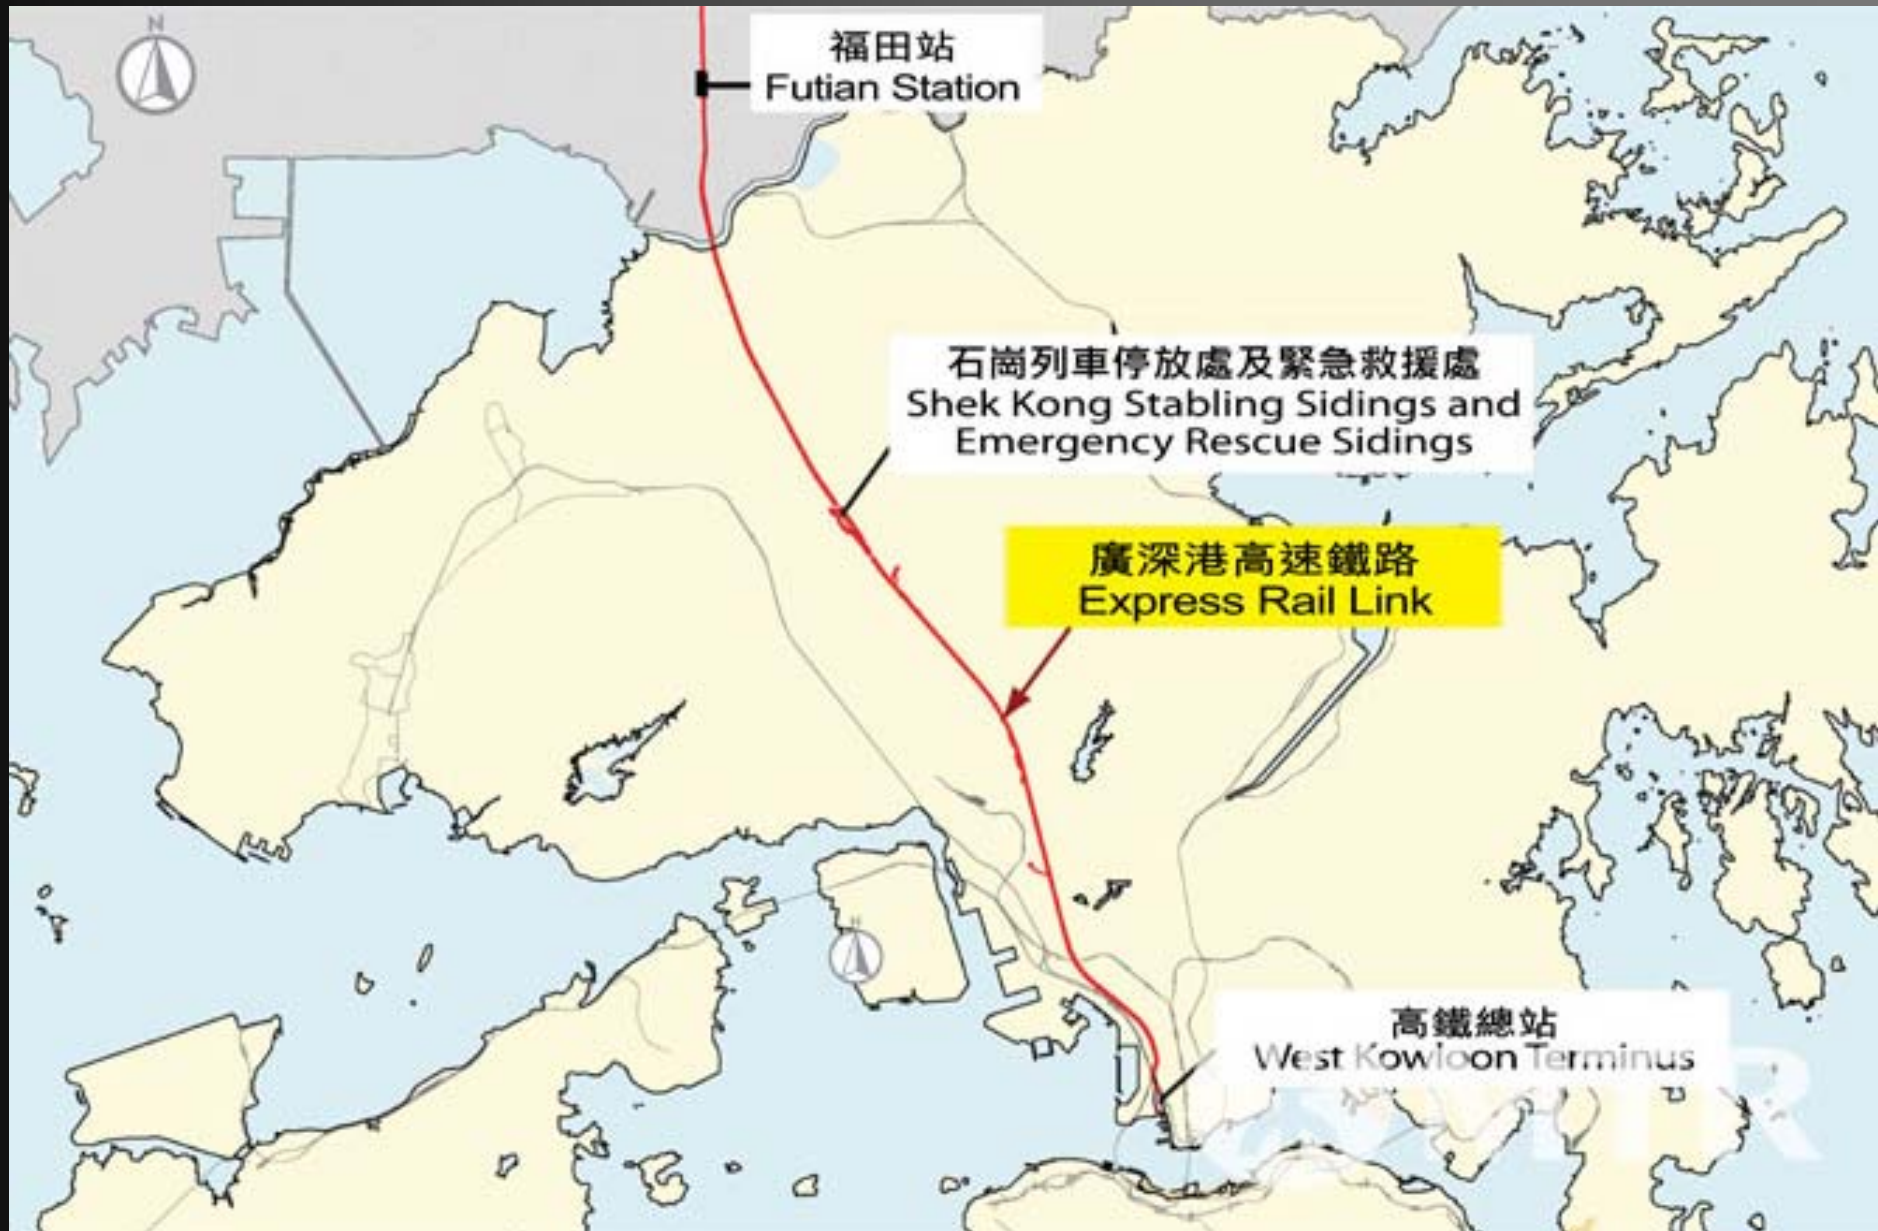 N
福田站
Futian Station
石崗列車停放處及緊急救援處
Shek Kong Stabling Sidings and
Emergency Rescue Sidings
廣深港高速鐵路
Express Rail Link
N
高鐵總站
West Kowloon Terminus
MTR